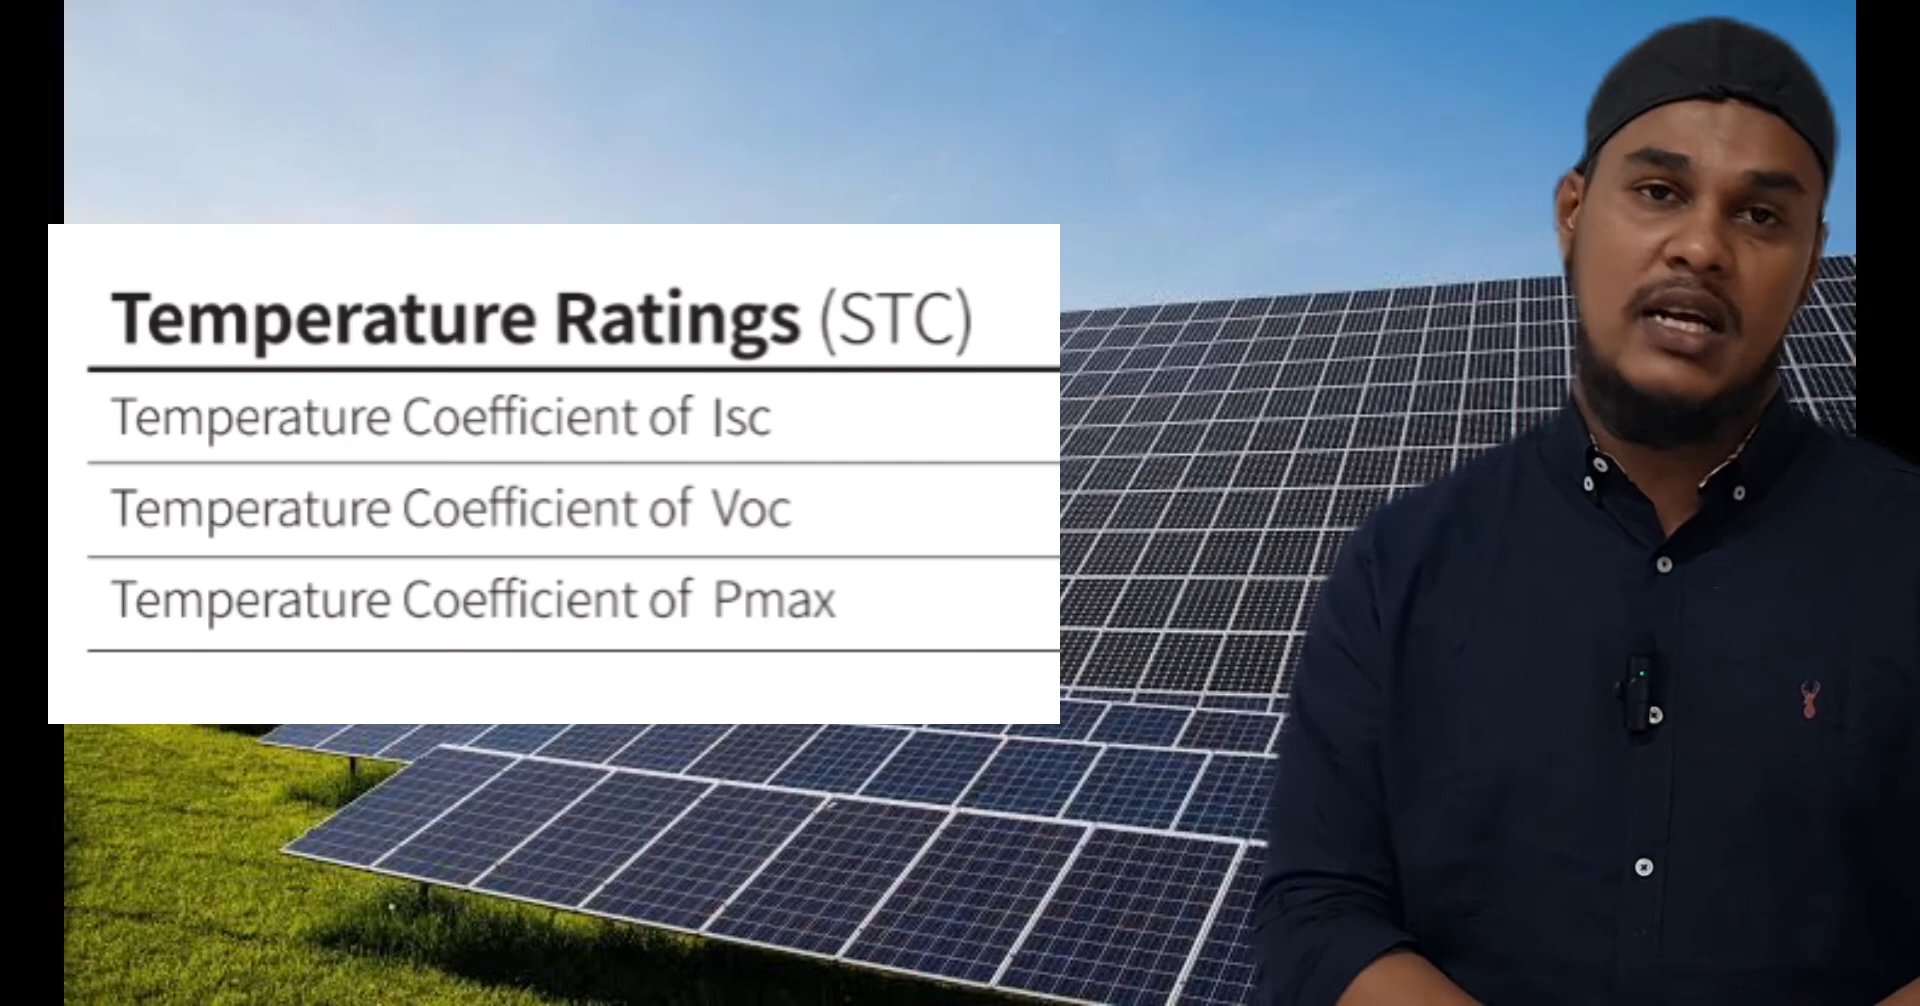 Temperature Ratings (STC)
Temperature Coefficient of Isc
Temperature Coefficient of Voc
Temperature Coefficient of Pmax